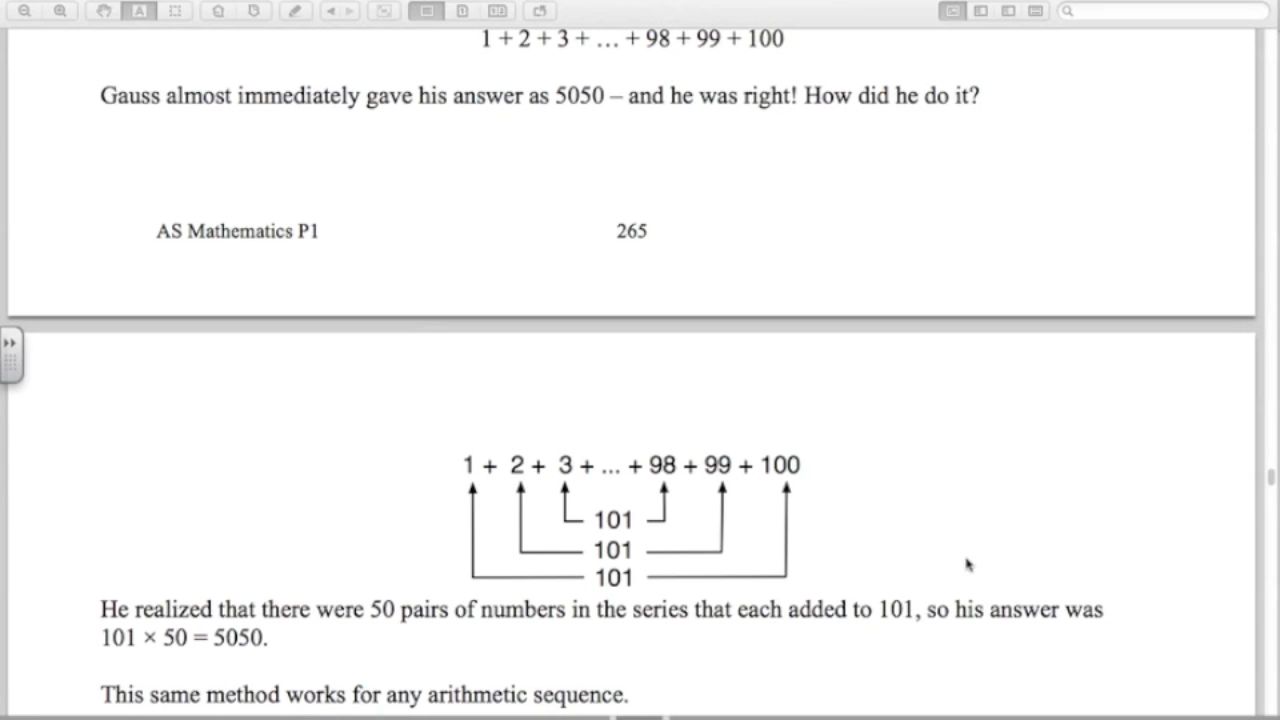 1 + 2 + 3 + ... + 98 + 99 + 100
Gauss almost immediately gave his answer as 5050 – and he was right! How did he do it?
AS Mathematics P1 265
1 + 2 + 3 + ... + 98 + 99 + 100
101
101
101
He realized that there were 50 pairs of numbers in the series that each added to 101, so his answer was
101 × 50 = 5050.
This same method works for any arithmetic sequence.